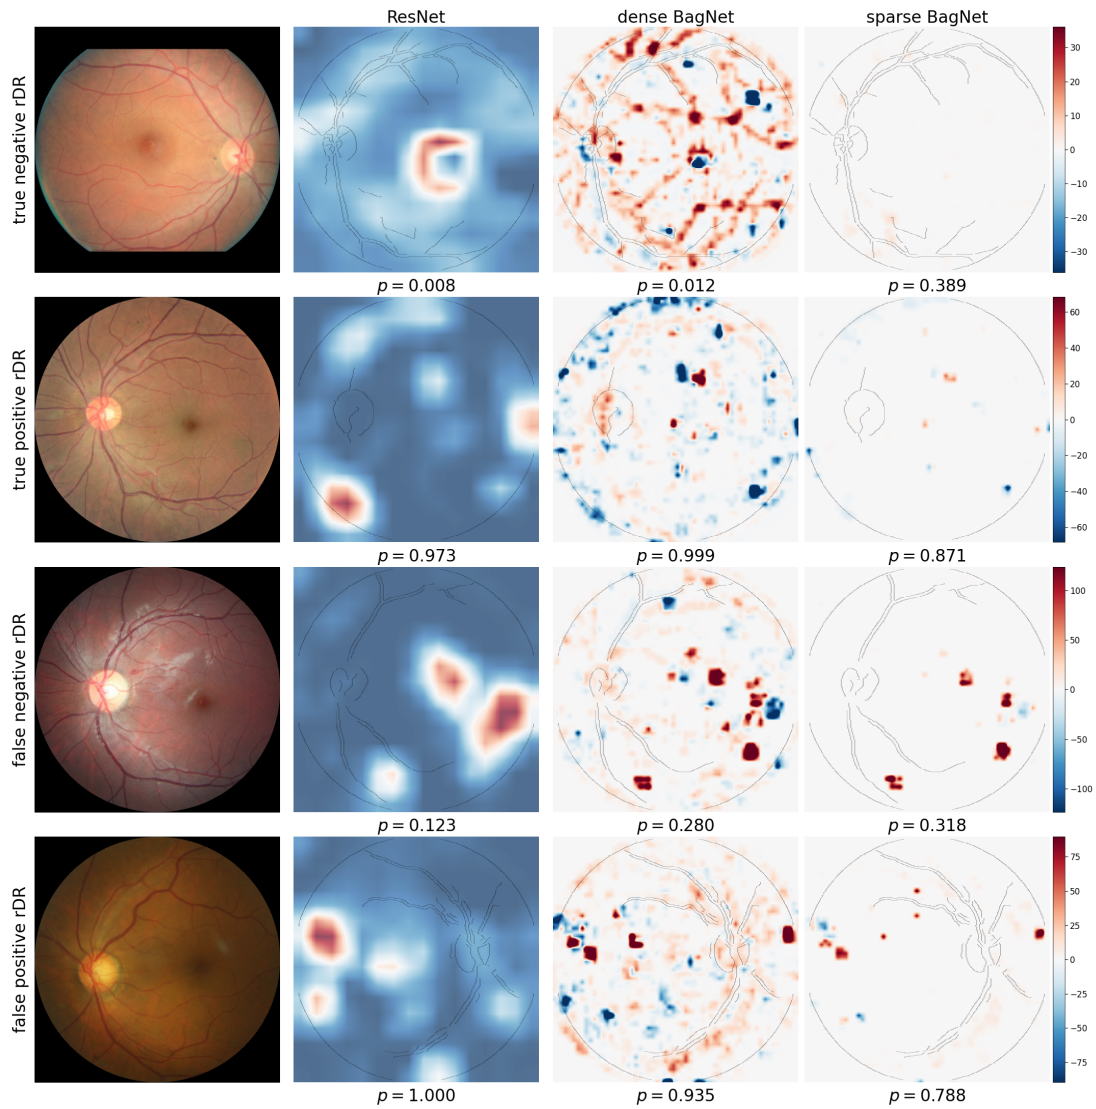 ResNet dense BagNet sparse BagNet
true negative rDR
30
20
10
0
−10
−20
−30
p = 0.008 p = 0.012 p = 0.389
true positive rDR
60
40
20
0
−20
−40
−60
p = 0.973 p = 0.999 p = 0.871
false negative rDR
100
50
0
−50
−100
p = 0.123 p = 0.280 p = 0.318
false positive rDR
75
50
25
0
−25
−50
−75
p = 1.000 p = 0.935 p = 0.788